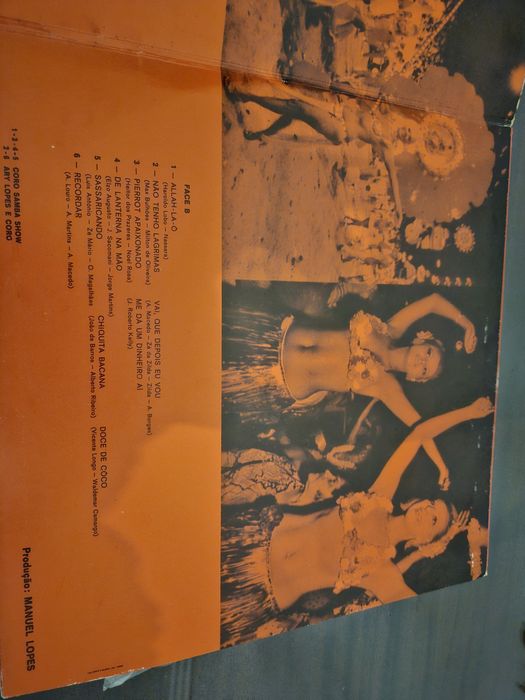 FACE B
1 — ALLAH-LÁ-Ô
(Haroldo Lobo — Nassara)
2 — NÃO TENHO LÁGRIMAS
(Max Bulhões — Milton de Oliveira)
VAI, QUE DEPOIS EU VOU
(A. Macedo — Zé da Zilda — Zilda — A. Borges)
3 — PIERROT APAIXONADO
(Heitor dos Prazeres — Noel Rosa)
ME DÁ UM DINHEIRO AÍ
(J. Roberto Kelly)
4 — DE LANTERNA NA MÃO
(Elzo Augusto — J. Sacomani — Jorge Martins)
5 — SASSARICANDO
(Luis Antônio — Zé Mário — O. Magalhães
CHIQUITA BACANA
(João de Barros — Alberto Ribeiro)
DOCE DE CÔCO
(Vicente Longo — Waldemar Camargo)
6 — RECORDAR
(A. Louro — A. Martins — A. Macedo)
1-3-4-5 CORO SAMBA SHOW
2-6 ARY LOPES E CORO
Produção: MANUEL LOPES